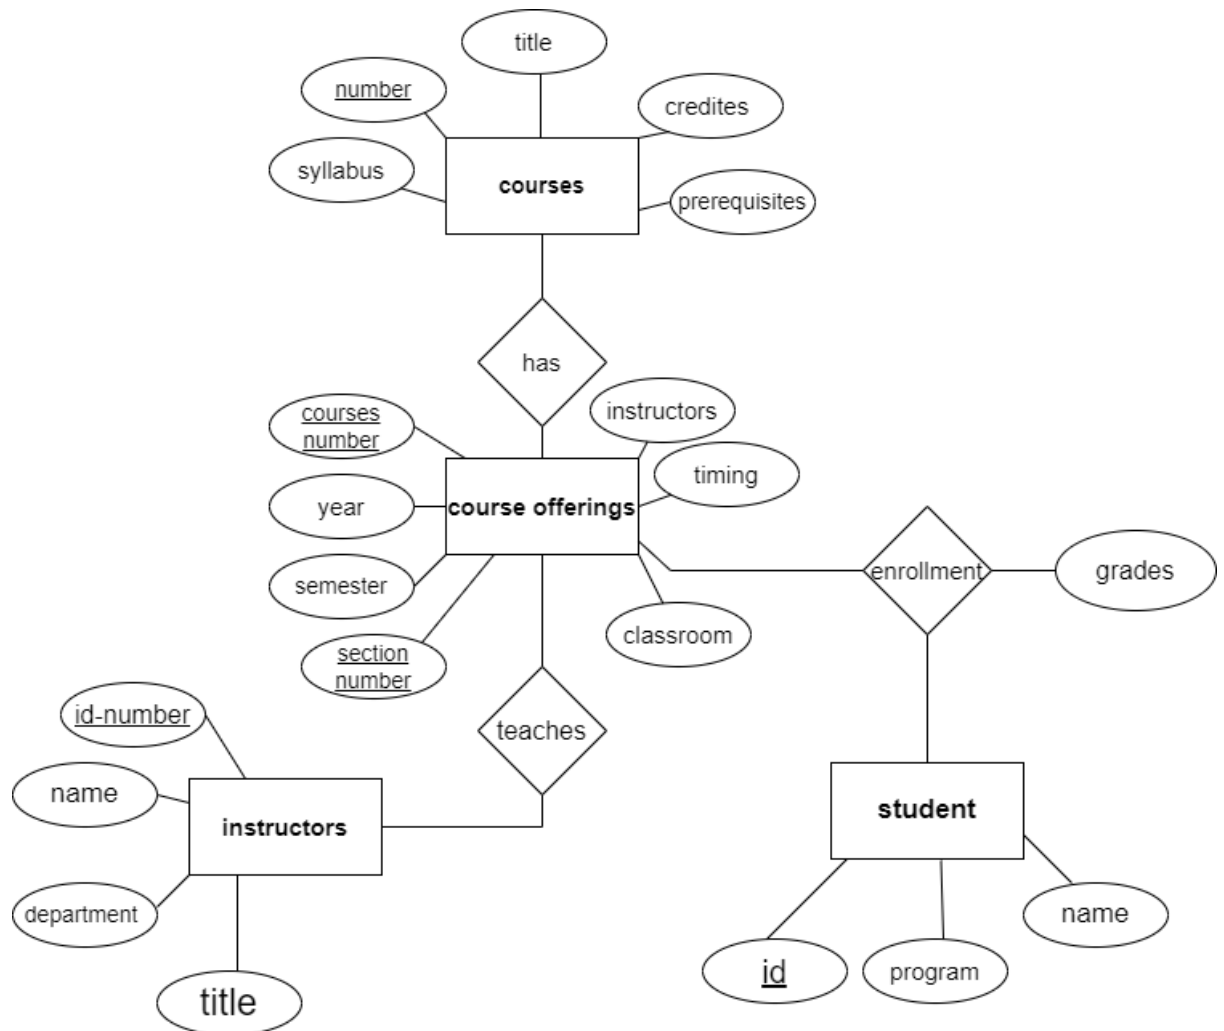 title
number
credites
syllabus
courses
prerequisites
has
courses
number
instructors
timing
year
course offerings
semester
classroom
section
number
enrollment
grades
id-number
teaches
name
instructors
student
department
name
title
id
program